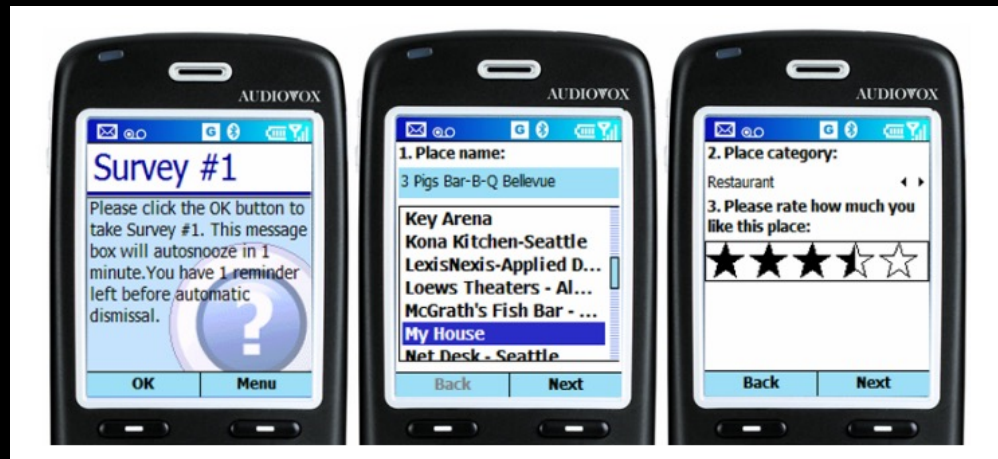 AUDIOVOX
G
Survey #1
Please click the OK button to
take Survey #1. This message
box will autosnooze in 1
minute.You have 1 reminder
left before automatic
dismissal.
OK Menu
AUDIOVOX
G
1. Place name:
3 Pigs Bar-B-Q Bellevue
Key Arena
Kona Kitchen-Seattle
LexisNexis-Applied D...
Loews Theaters - Al...
McGrath's Fish Bar - ...
My House
Net Desk - Seattle
Back Next
AUDIOVOX
G
2. Place category:
Restaurant
3. Please rate how much you
like this place:
Back Next